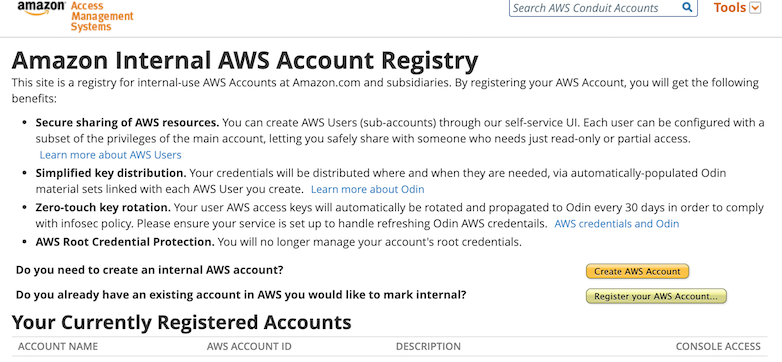 amazon Access
Management
Systems
Search AWS Conduit Accounts
Tools
Amazon Internal AWS Account Registry
This site is a registry for internal-use AWS Accounts at Amazon.com and subsidiaries. By registering your AWS Account, you will get the following
benefits:
• Secure sharing of AWS resources. You can create AWS Users (sub-accounts) through our self-service UI. Each user can be configured with a
subset of the privileges of the main account, letting you safely share with someone who needs just read-only or partial access.
Learn more about AWS Users
• Simplified key distribution. Your credentials will be distributed where and when they are needed, via automatically-populated Odin
material sets linked with each AWS User you create. Learn more about Odin
• Zero-touch key rotation. Your user AWS access keys will automatically be rotated and propagated to Odin every 30 days in order to comply
with infosec policy. Please ensure your service is set up to handle refreshing Odin AWS credentails. AWS credentials and Odin
• AWS Root Credential Protection. You will no longer manage your account's root credentials.
Do you need to create an internal AWS account?
Create AWS Account
Do you already have an existing account in AWS you would like to mark internal?
Register your AWS Account...
Your Currently Registered Accounts
ACCOUNT NAME AWS ACCOUNT ID DESCRIPTION CONSOLE ACCESS